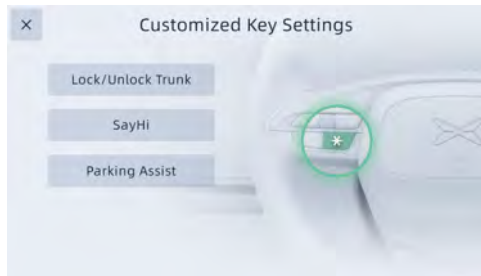 ×
Customized Key Settings
Lock/Unlock Trunk
SayHi
Parking Assist
*